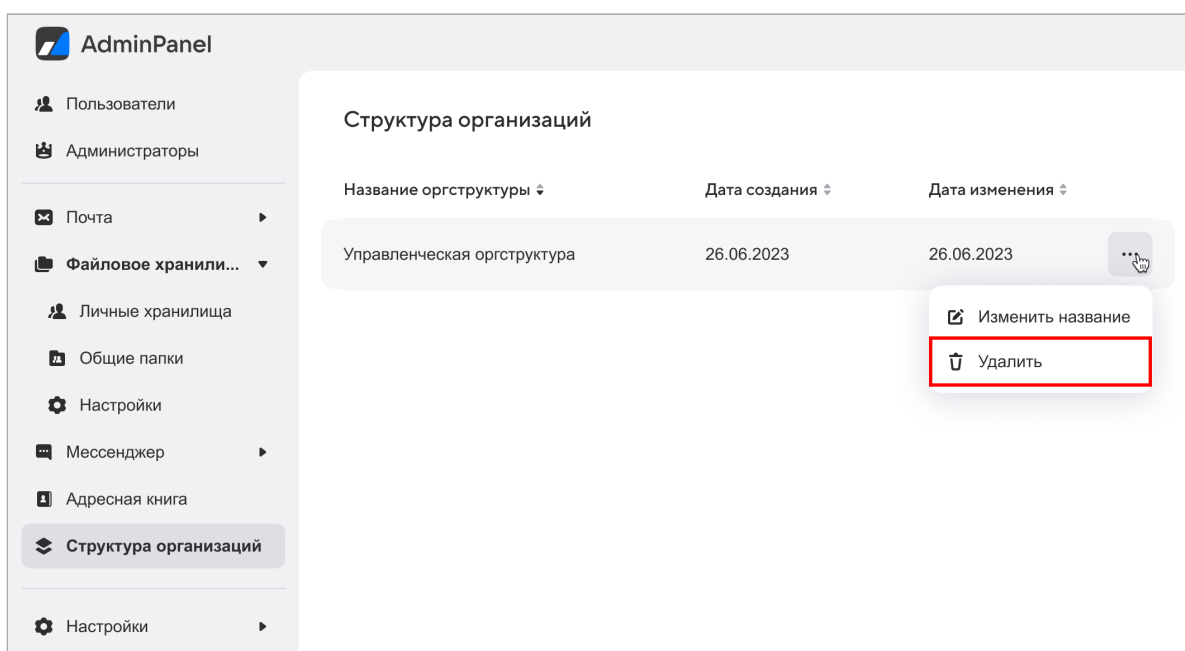 AdminPanel
Пользователи
Администраторы
Почта
Файловое хранили...
Личные хранилища
Общие папки
Настройки
Мессенджер
Адресная книга
Структура организаций
Настройки
Структура организаций
Название оргструктуры Дата создания Дата изменения
Управленческая оргструктура 26.06.2023 26.06.2023
Изменить название
Удалить